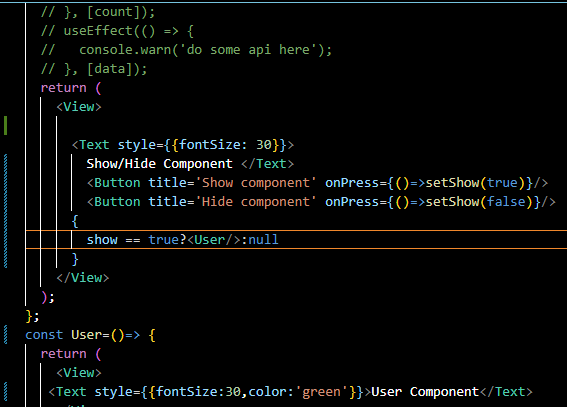 // }, [count]);
// useEffect(() => {
//   console.warn('do some api here');
// }, [data]);
return (
<View>
<Text style={{fontSize: 30}}>
Show/Hide Component </Text>
<Button title='Show component' onPress={()=>setShow(true)}/>
<Button title='Hide component' onPress={()=>setShow(false)}/>
{
show == true?<User/>:null
}
</View>
);
};
const User=()=> {
return (
<View>
<Text style={{fontSize:30,color:'green'}}>User Component</Text>